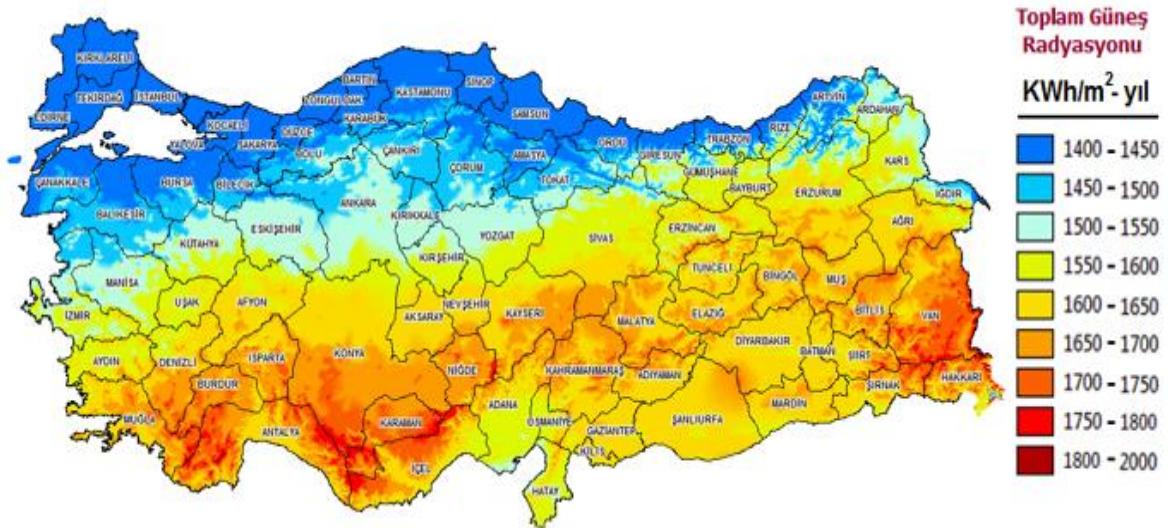 Toplam Güneş
Radyasyonu
KWh/m²- yıl
1400 - 1450
1450 - 1500
1500 - 1550
1550 - 1600
1600 - 1650
1650 - 1700
1700 - 1750
1750 - 1800
1800 - 2000
KIRKLARELİ
EDİRNE
TEKİRDAĞ
İSTANBUL
KOCAELİ
YALOVA
SAKARYA
DÜZCE
BOLU
ZONGULDAK
BARTIN
KARABÜK
KASTAMONU
SİNOP
SAMSUN
ÇANKIRI
ÇORUM
AMASYA
TOKAT
ORDU
GİRESUN
TRABZON
RİZE
ARTVİN
ARDAHAN
KARS
IĞDIR
GÜMÜŞHANE
BAYBURT
ERZURUM
AĞRI
ÇANAKKALE
BALIKESİR
BURSA
BİLECİK
KÜTAHYA
ESKİŞEHİR
ANKARA
KIRIKKALE
YOZGAT
KIRŞEHİR
SİVAS
ERZİNCAN
TUNCELİ
BİNGÖL
MUŞ
BİTLİS
VAN
MANİSA
İZMİR
UŞAK
AFYON
AKSARAY
NEVŞEHİR
KAYSERİ
MALATYA
ELAZIĞ
DİYARBAKIR
BATMAN
SİİRT
ŞIRNAK
HAKKARİ
AYDIN
DENİZLİ
ISPARTA
BURDUR
KONYA
NİĞDE
KAHRAMANMARAŞ
ADIYAMAN
MARDİN
ŞANLIURFA
MUĞLA
ANTALYA
KARAMAN
İÇEL
ADANA
OSMANİYE
GAZİANTEP
KİLİS
HATAY